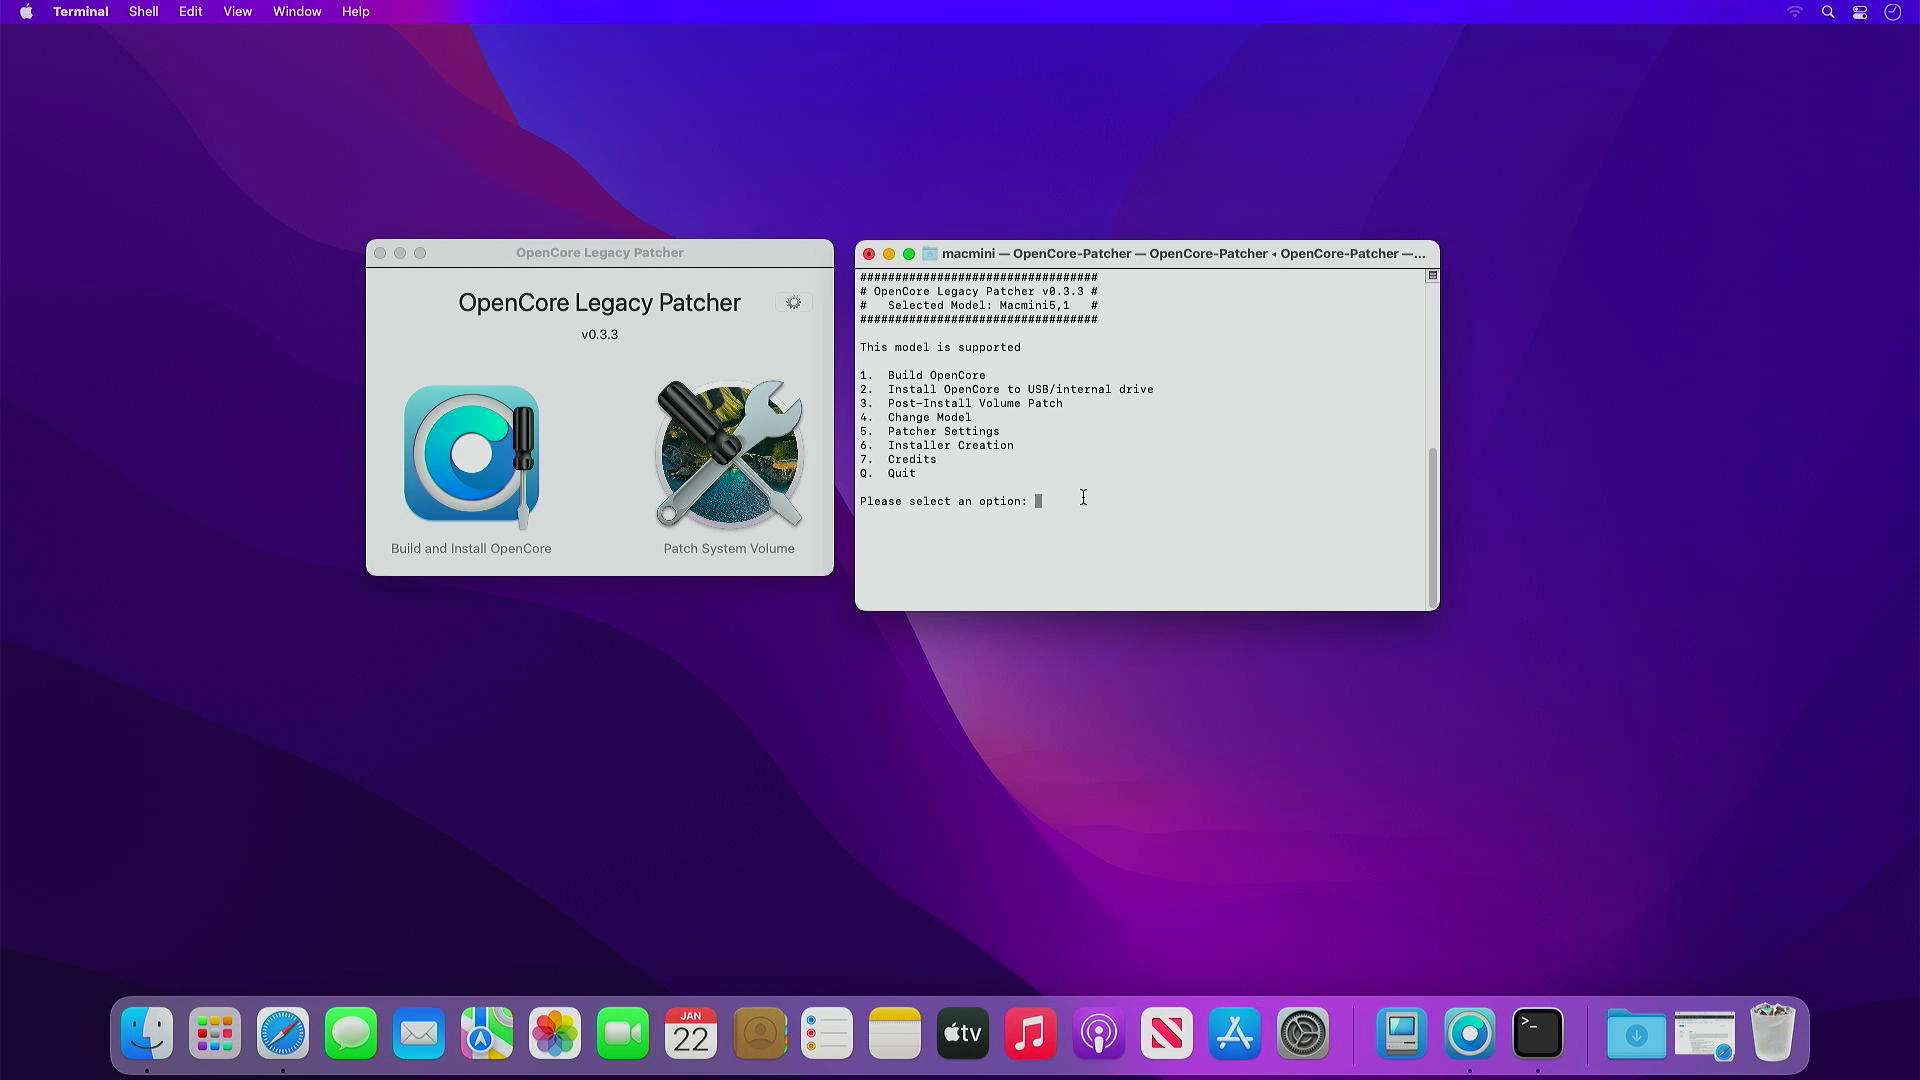 Terminal Shell Edit View Window Help
OpenCore Legacy Patcher
OpenCore Legacy Patcher
v0.3.3
Build and Install OpenCore
Patch System Volume
macmini — OpenCore-Patcher — OpenCore-Patcher ◂ OpenCore-Patcher —...
##################################
# OpenCore Legacy Patcher v0.3.3 #
#   Selected Model: Macmini5,1   #
##################################
This model is supported
1.  Build OpenCore
2.  Install OpenCore to USB/internal drive
3.  Post-Install Volume Patch
4.  Change Model
5.  Patcher Settings
6.  Installer Creation
7.  Credits
Q.  Quit
Please select an option:
JAN
22
tv
>_